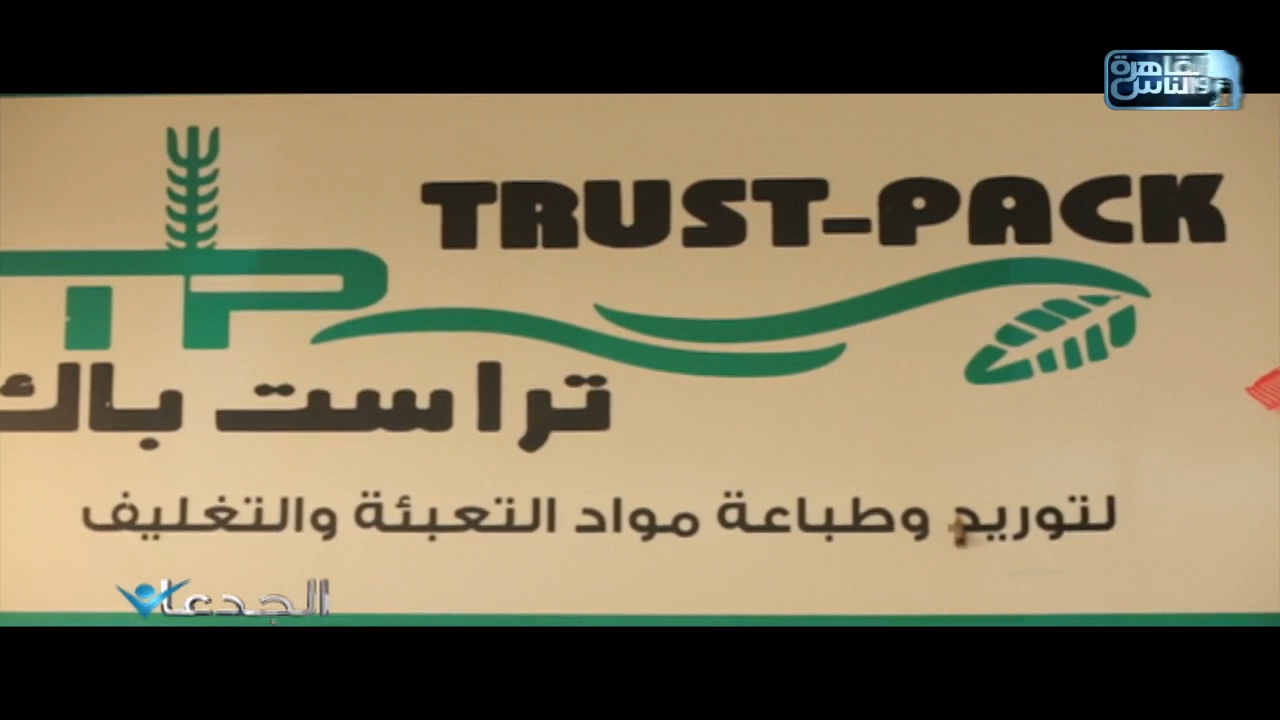 القاهرة
والناس
TRUST-PACK
TP
تراست باك
لتوريد وطباعة مواد التعبئة والتغليف
الجدعان